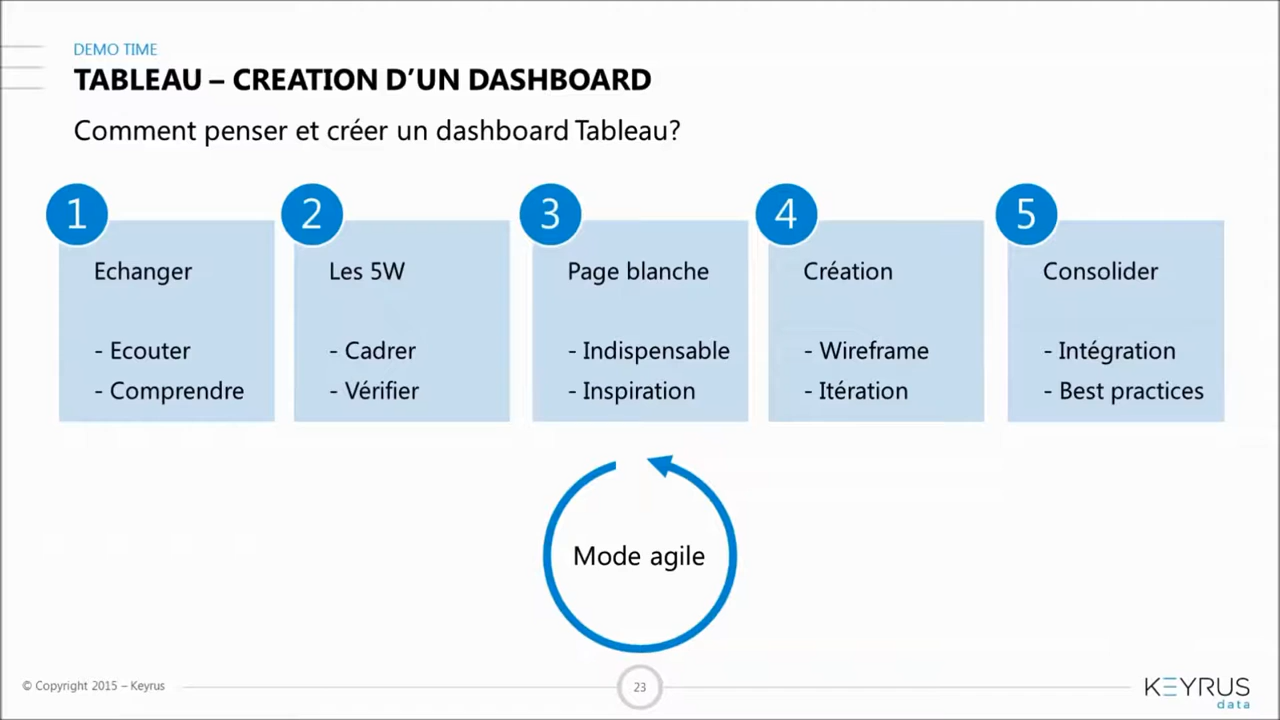 DEMO TIME
TABLEAU – CREATION D’UN DASHBOARD
Comment penser et créer un dashboard Tableau?
1
Echanger
- Ecouter
- Comprendre
2
Les 5W
- Cadrer
- Vérifier
3
Page blanche
- Indispensable
- Inspiration
4
Création
- Wireframe
- Itération
5
Consolider
- Intégration
- Best practices
Mode agile
© Copyright 2015 – Keyrus
23
KEYRUS
data